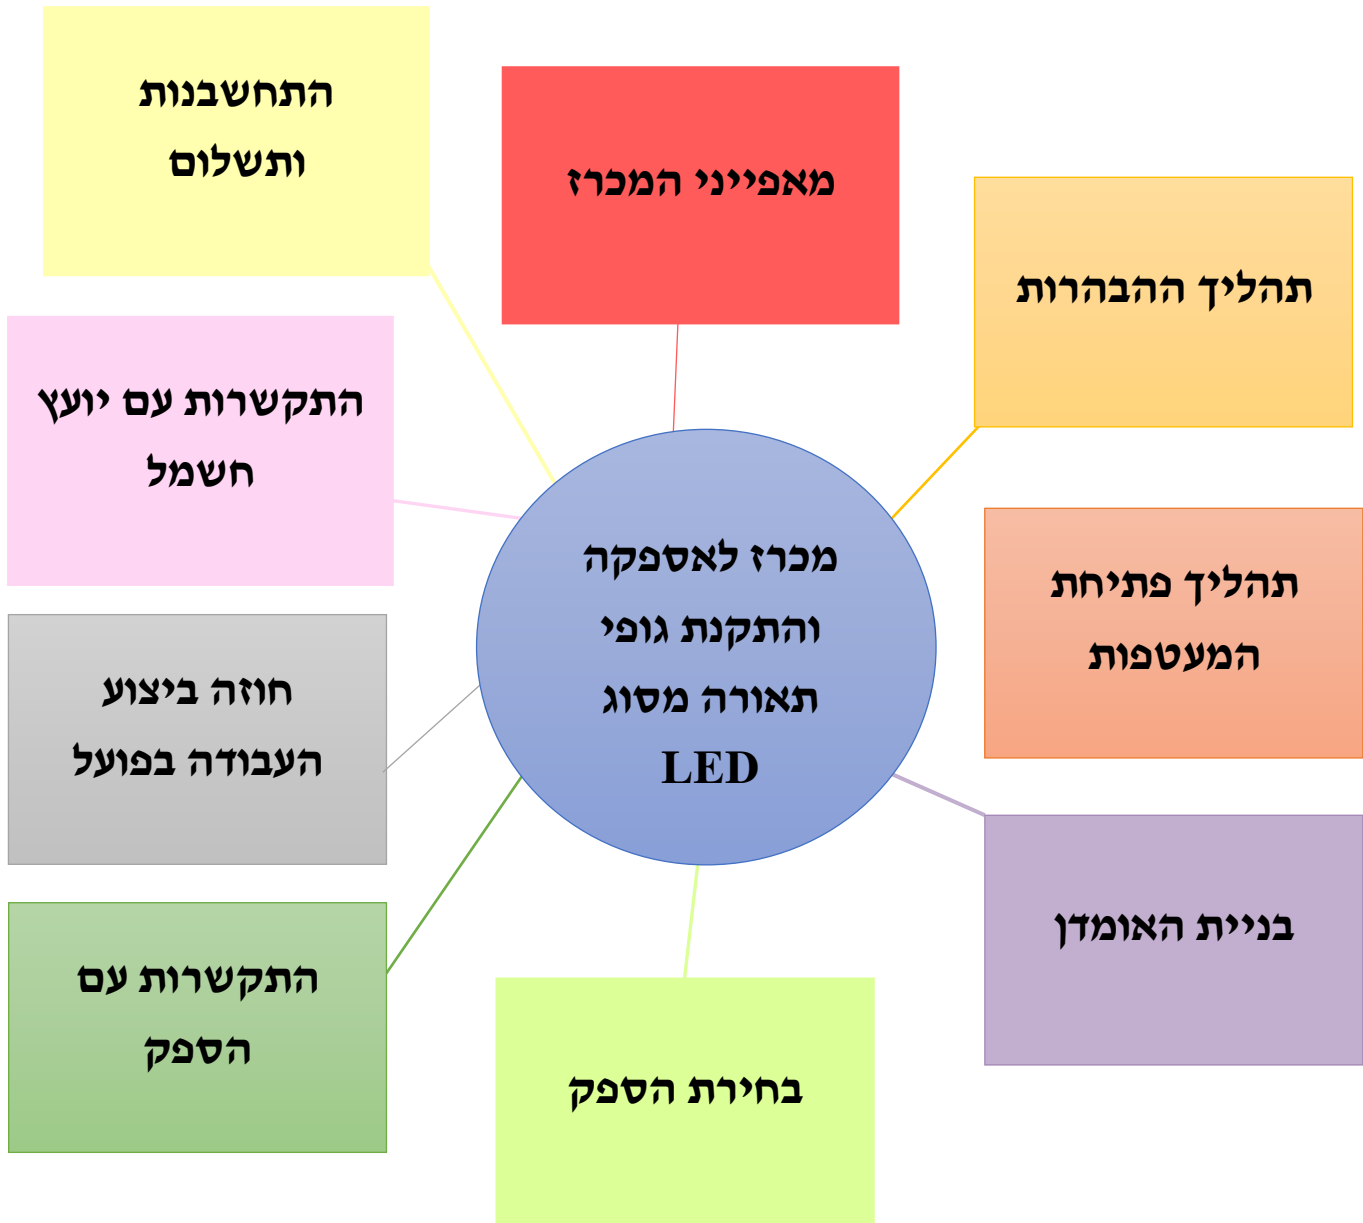 התחשבנות
ותשלום
מאפייני המכרז
תהליך ההבהרות
התקשרות עם יועץ
חשמל
מכרז לאספקה
והתקנת גופי
תאורה מסוג
LED
תהליך פתיחת
המעטפות
חוזה ביצוע
העבודה בפועל
בניית האומדן
התקשרות עם
הספק
בחירת הספק